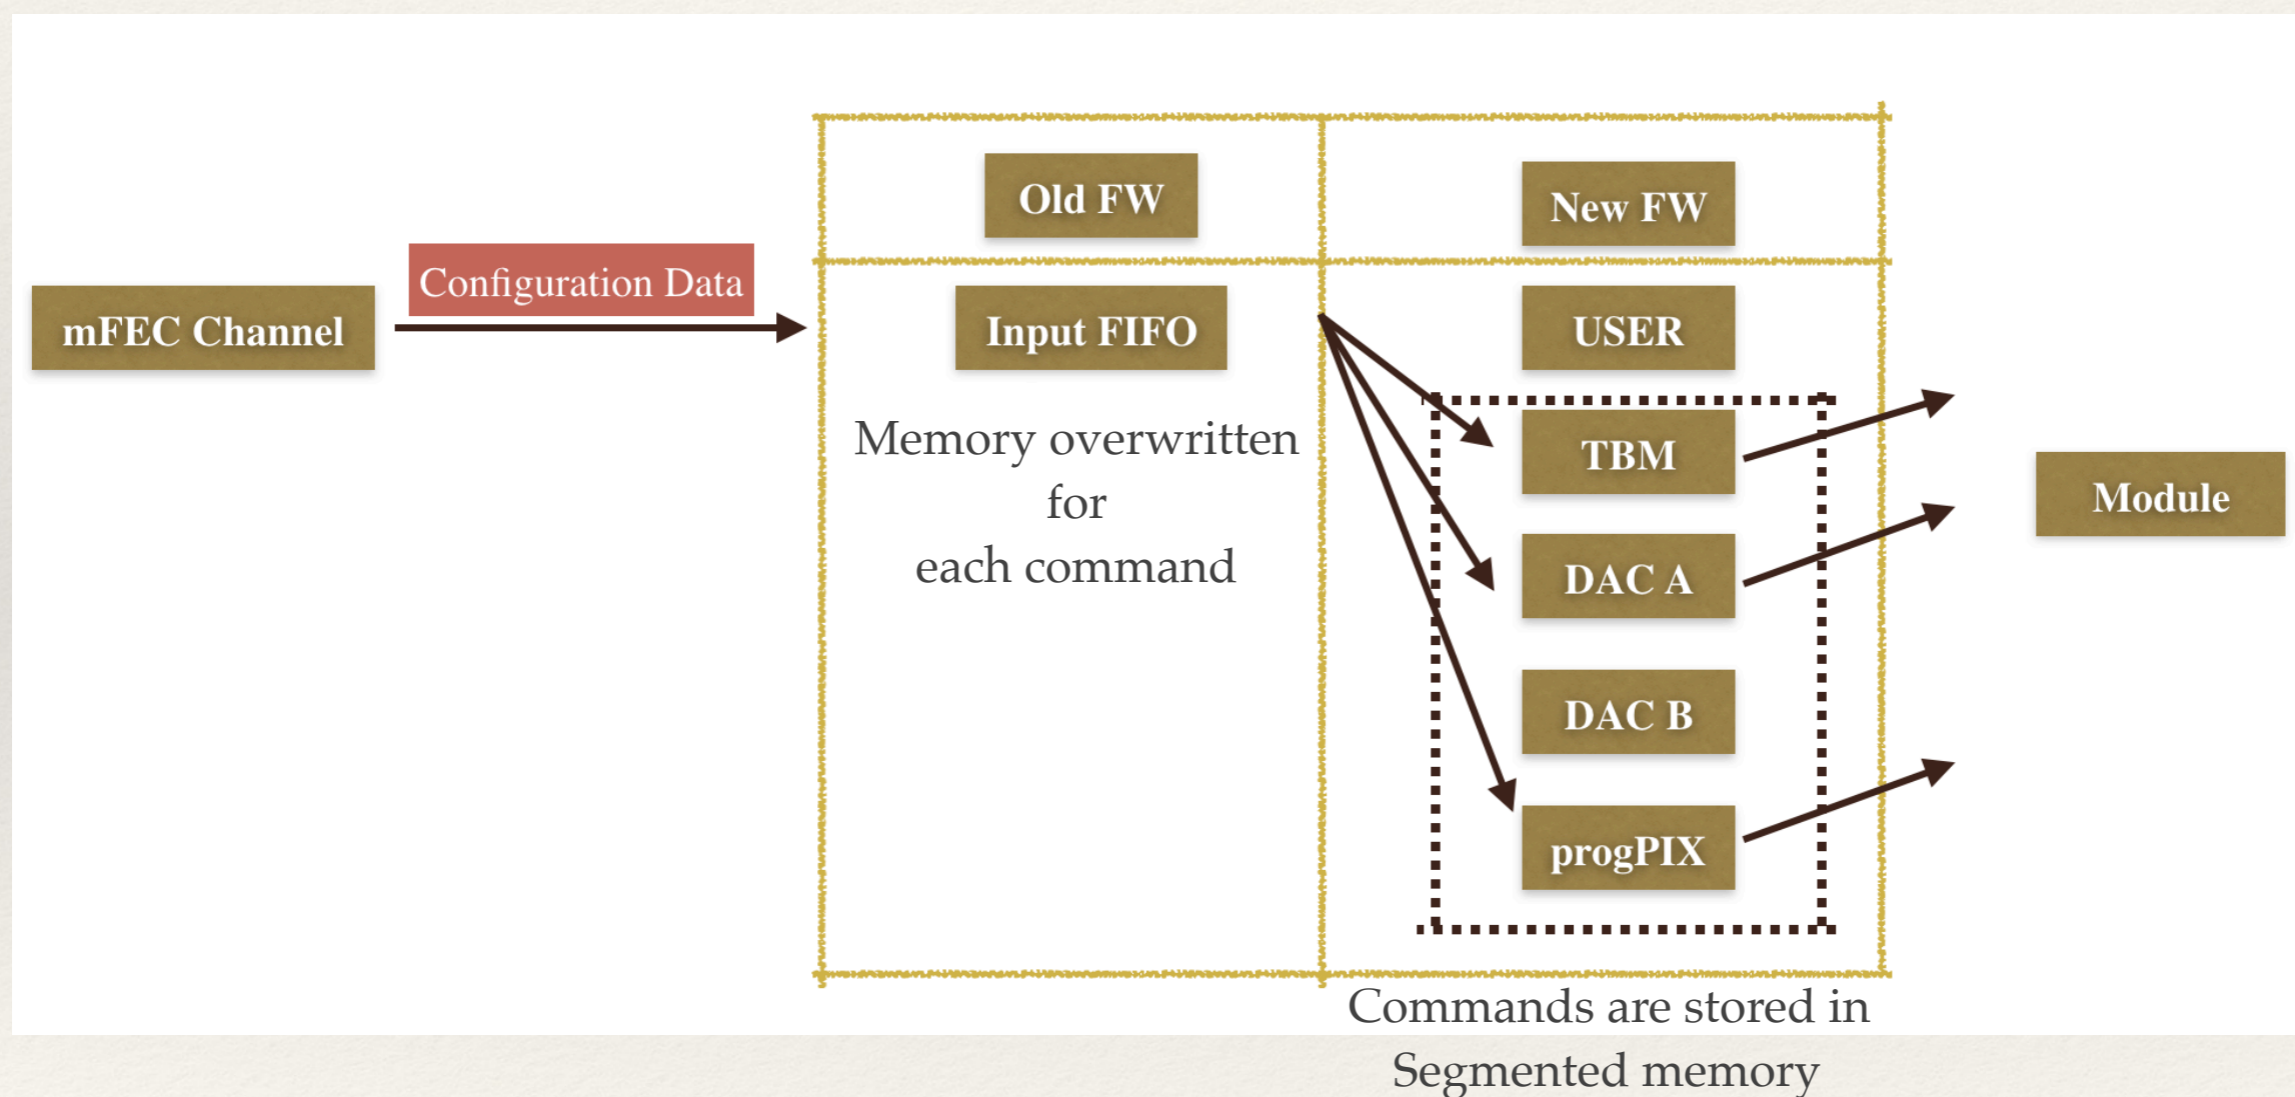 Old FW
New FW
Configuration Data
mFEC Channel
Input FIFO
USER
Memory overwritten
for
each command
TBM
Module
DAC A
DAC B
progPIX
Commands are stored in
Segmented memory